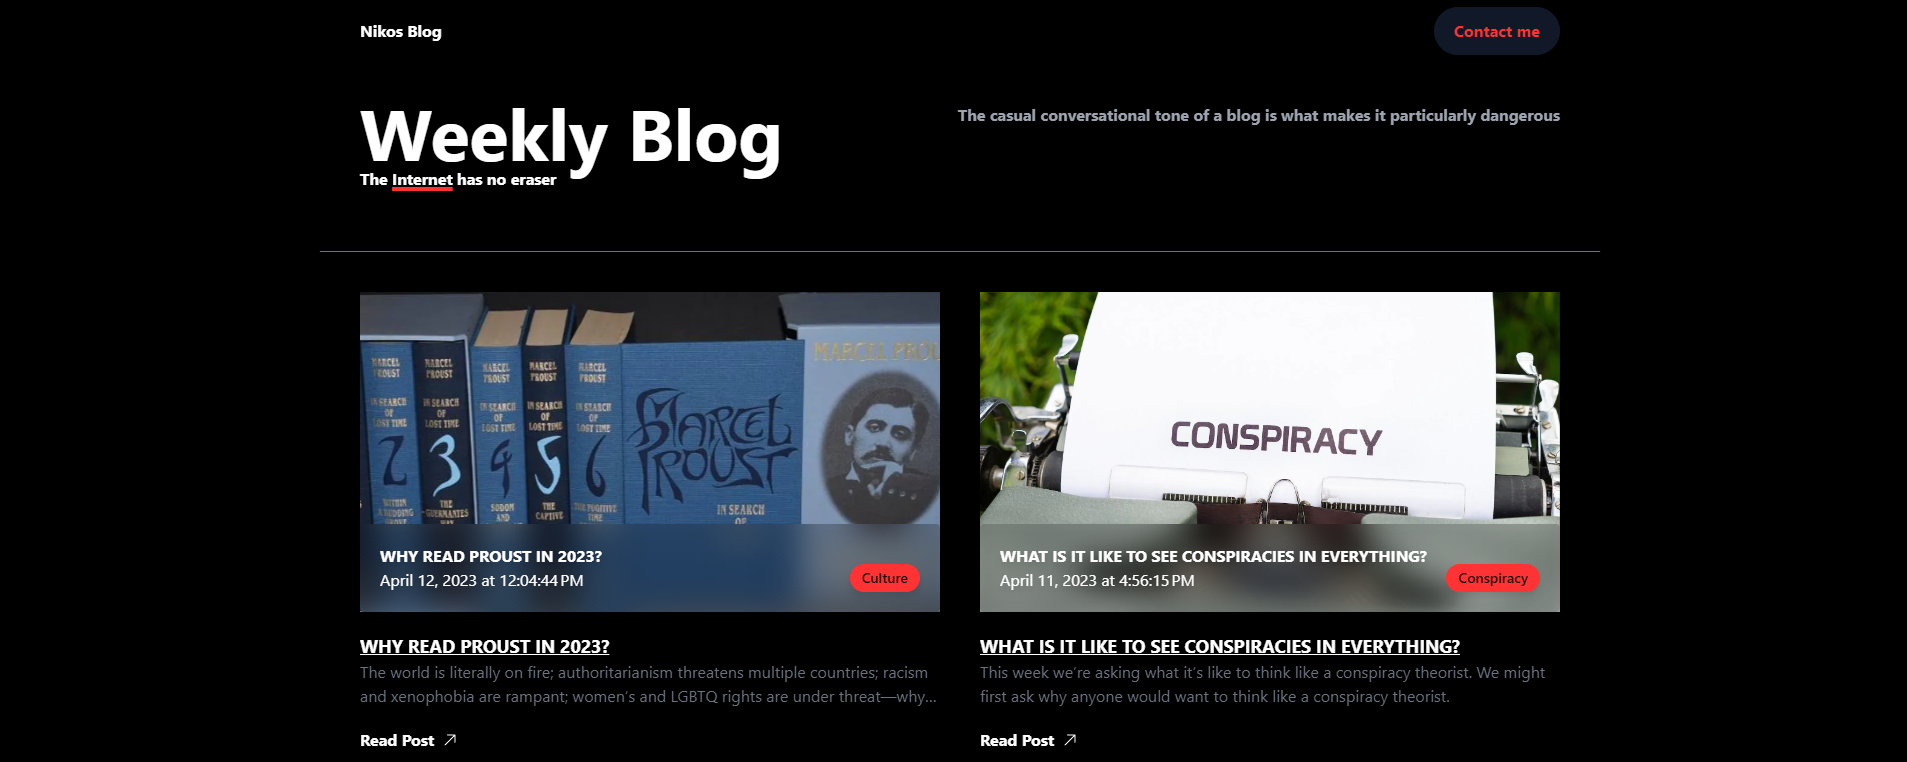 Nikos Blog
Contact me
Weekly Blog
The Internet has no eraser
The casual conversational tone of a blog is what makes it particularly dangerous
MARCEL PROUST
IN SEARCH OF LOST TIME
2
WITHIN A BUDDING GROVE
MARCEL PROUST
IN SEARCH OF LOST TIME
3
THE GUERMANTES WAY
MARCEL PROUST
IN SEARCH OF LOST TIME
4
SODOM AND
MARCEL PROUST
IN SEARCH OF LOST TIME
5
THE CAPTIVE
MARCEL PROUST
IN SEARCH OF LOST TIME
6
THE FUGITIVE TIME
MARCEL PROUST
IN SEARCH OF
MARCEL PROU
WHY READ PROUST IN 2023?
April 12, 2023 at 12:04:44 PM
Culture
CONSPIRACY
WHAT IS IT LIKE TO SEE CONSPIRACIES IN EVERYTHING?
April 11, 2023 at 4:56:15 PM
Conspiracy
WHY READ PROUST IN 2023?
The world is literally on fire; authoritarianism threatens multiple countries; racism
and xenophobia are rampant; women’s and LGBTQ rights are under threat—why...
Read Post
WHAT IS IT LIKE TO SEE CONSPIRACIES IN EVERYTHING?
This week we’re asking what it’s like to think like a conspiracy theorist. We might
first ask why anyone would want to think like a conspiracy theorist.
Read Post